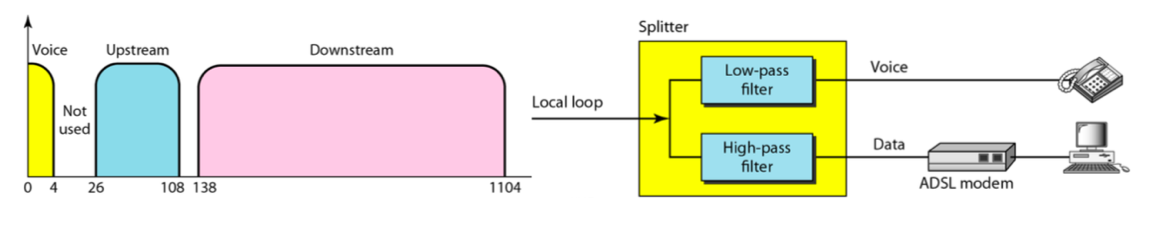 Voice
Upstream
Downstream
Not
used
0
4
26
108
138
1104
Splitter
Local loop
Low-pass
filter
High-pass
filter
Voice
Data
ADSL modem